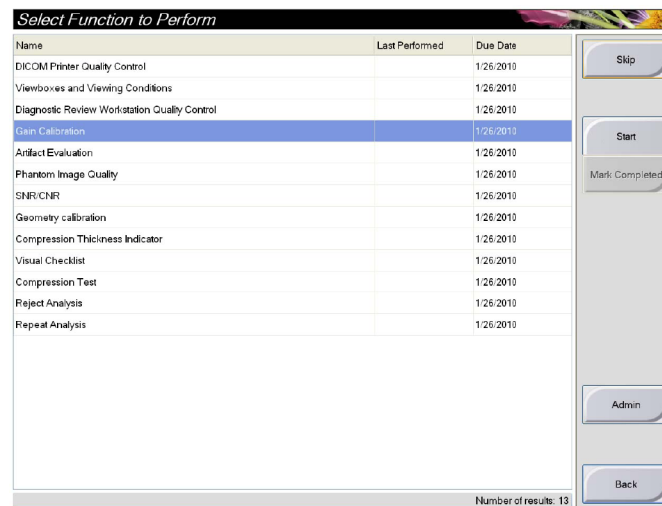 Select Function to Perform
Name Last Performed Due Date
DICOM Printer Quality Control 1/26/2010
Viewboxes and Viewing Conditions 1/26/2010
Diagnostic Review Workstation Quality Control 1/26/2010
Gain Calibration 1/26/2010
Artifact Evaluation 1/26/2010
Phantom Image Quality 1/26/2010
SNR/CNR 1/26/2010
Geometry calibration 1/26/2010
Compression Thickness Indicator 1/26/2010
Visual Checklist 1/26/2010
Compression Test 1/26/2010
Reject Analysis 1/26/2010
Repeat Analysis 1/26/2010
Number of results: 13
Skip
Start
Mark Completed
Admin
Back